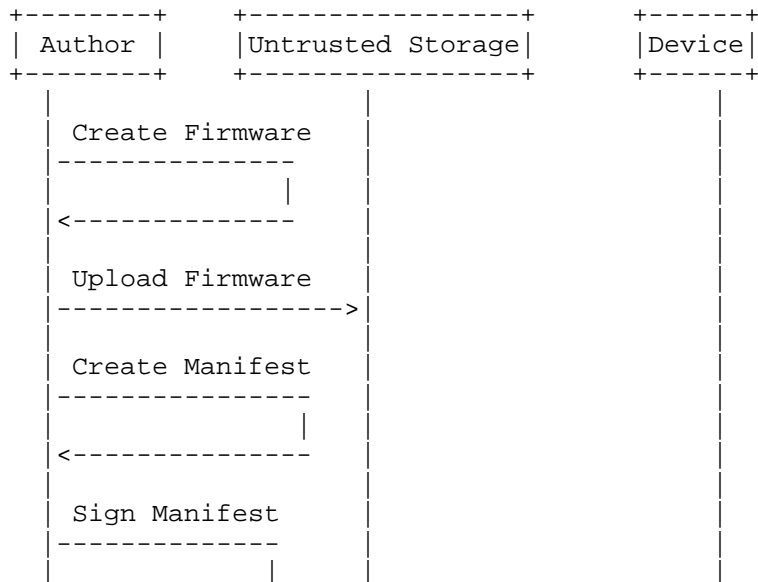 Author Untrusted Storage Device
Create Firmware
Upload Firmware
Create Manifest
Sign Manifest